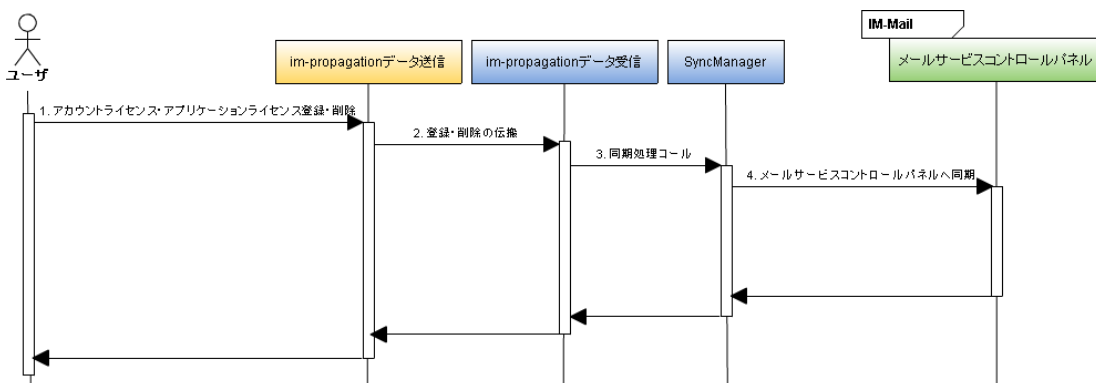 IM-Mail
ユーザ
im-propagationデータ送信
im-propagationデータ受信
SyncManager
メールサービスコントロールパネル
1. アカウントライセンス・アプリケーションライセンス登録・削除
2. 登録・削除の伝搬
3. 同期処理コール
4. メールサービスコントロールパネルへ同期